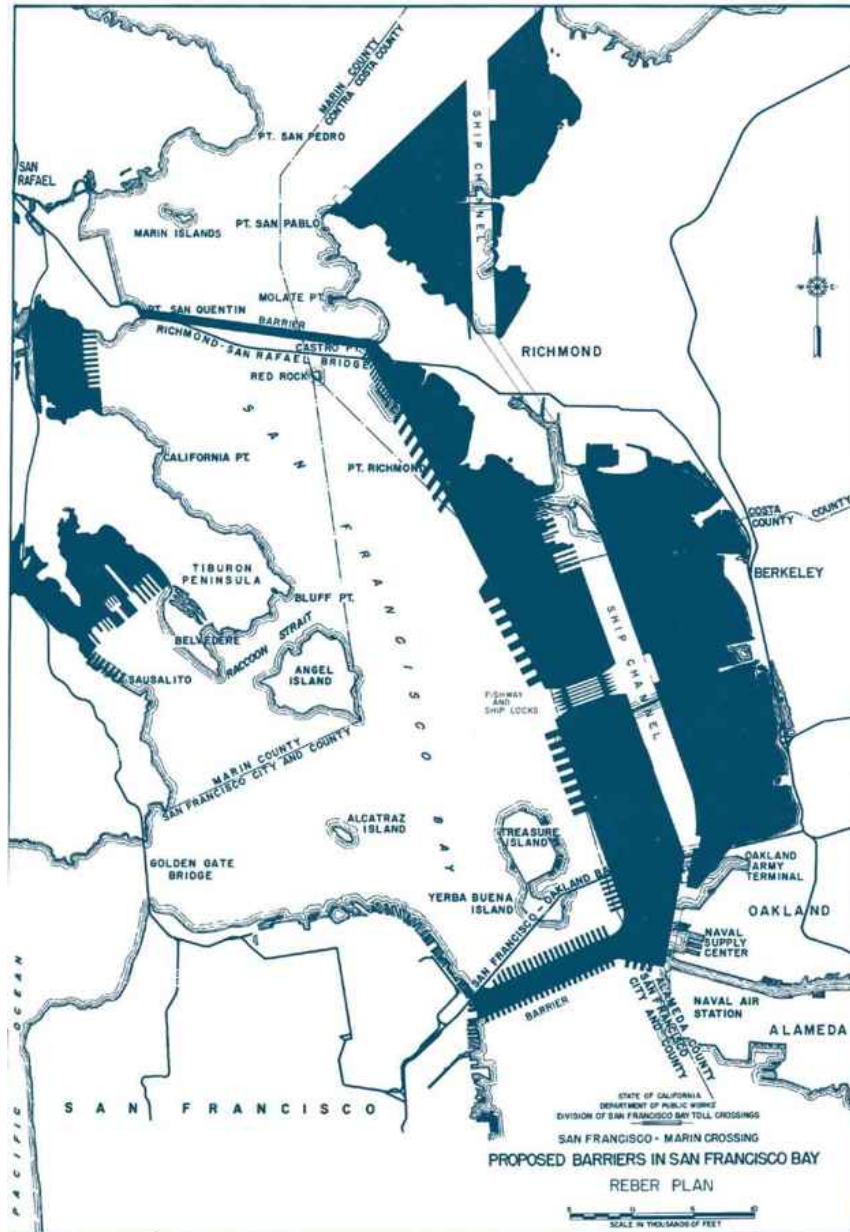 MARIN COUNTY
CONTRA COSTA COUNTY
PT. SAN PEDRO
SHIP CHANNEL
SAN
RAFAEL
PT. SAN PABLO
MARIN ISLANDS
MOLATE PT.
PT. SAN QUENTIN
BARRIER
CASTRO PT.
RICHMOND-SAN RAFAEL BRIDGE
RICHMOND
RED ROCK
SAN FRANCISCO BAY
CALIFORNIA PT.
PT. RICHMOND
COSTA
COUNTY
COUNTY
TIBURON
PENINSULA
BERKELEY
BLUFF PT.
BELVEDERE
RACCOON STRAIT
SHIP CHANNEL
ANGEL
ISLAND
SAUSALITO
FISHWAY
AND
SHIP LOCKS
MARIN COUNTY
SAN FRANCISCO CITY AND COUNTY
ALCATRAZ
ISLAND
TREASURE
ISLAND
GOLDEN GATE
BRIDGE
OAKLAND
ARMY
TERMINAL
YERBA BUENA
ISLAND
SAN FRANCISCO - OAKLAND BA
OAKLAND
NAVAL
SUPPLY
CENTER
BARRIER
ALAMEDA COUNTY
SAN FRANCISCO
CITY AND COUNTY
NAVAL AIR
STATION
ALAMEDA
PACIFIC OCEAN
SAN FRANCISCO
STATE OF CALIFORNIA
DEPARTMENT OF PUBLIC WORKS
DIVISION OF SAN FRANCISCO BAY TOLL CROSSINGS
SAN FRANCISCO - MARIN CROSSING
PROPOSED BARRIERS IN SAN FRANCISCO BAY
REBER PLAN
SCALE IN THOUSANDS OF FEET